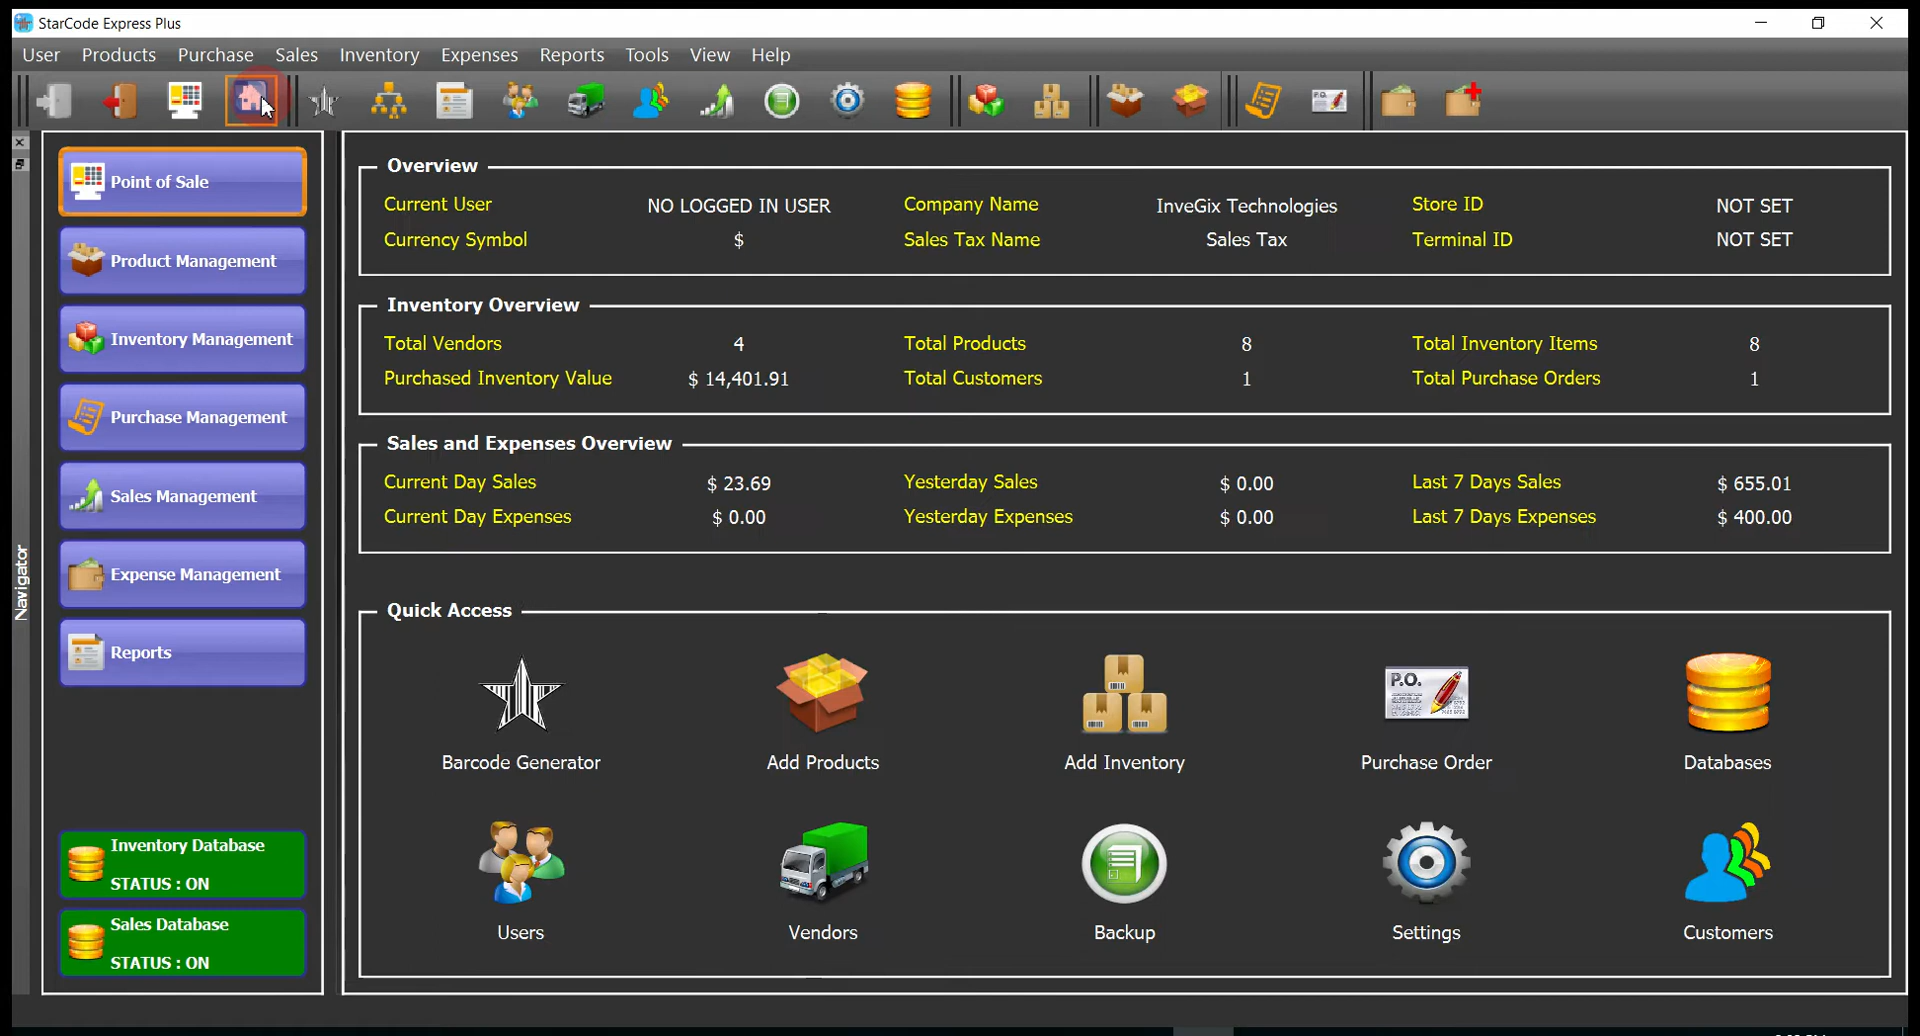 StarCode Express Plus
User Products Purchase Sales Inventory Expenses Reports Tools View Help
Navigator
Point of Sale
Product Management
Inventory Management
Purchase Management
Sales Management
Expense Management
Reports
Inventory Database
STATUS : ON
Sales Database
STATUS : ON
Overview
Current User NO LOGGED IN USER Company Name InveGix Technologies Store ID NOT SET
Currency Symbol $ Sales Tax Name Sales Tax Terminal ID NOT SET
Inventory Overview
Total Vendors 4 Total Products 8 Total Inventory Items 8
Purchased Inventory Value $ 14,401.91 Total Customers 1 Total Purchase Orders 1
Sales and Expenses Overview
Current Day Sales $ 23.69 Yesterday Sales $ 0.00 Last 7 Days Sales $ 655.01
Current Day Expenses $ 0.00 Yesterday Expenses $ 0.00 Last 7 Days Expenses $ 400.00
Quick Access
P.O.
Barcode Generator Add Products Add Inventory Purchase Order Databases
Users Vendors Backup Settings Customers